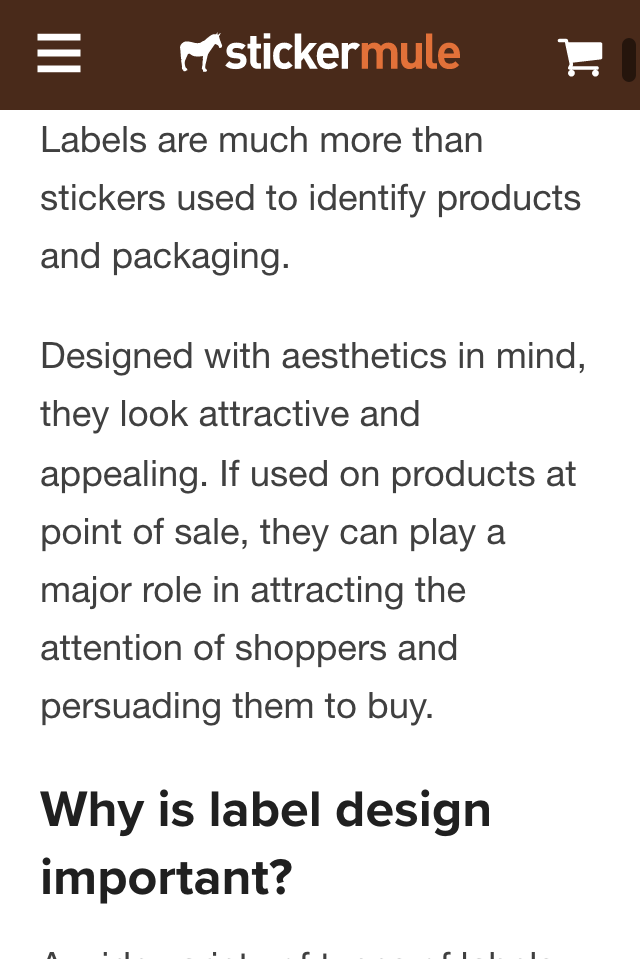 stickermule
Labels are much more than
stickers used to identify products
and packaging.
Designed with aesthetics in mind,
they look attractive and
appealing. If used on products at
point of sale, they can play a
major role in attracting the
attention of shoppers and
persuading them to buy.
Why is label design
important?